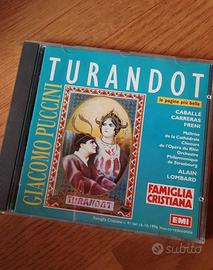 TURANDOT
le pagine più belle
GIACOMO PUCCINI
CABALLÉ
CARRERAS
FRENI
Maîtrise
de la Cathédrale
Choeurs
de l'Opéra du Rhin
Orchestre
Philharmonique
de Strasbourg
ALAIN
LOMBARD
FAMIGLIA
CRISTIANA
TURANDOT
EMI
subito